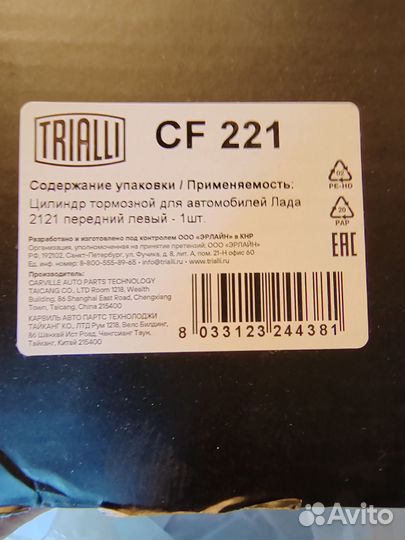 TRIALLI
CF 221
Содержание упаковки / Применяемость:
Цилиндр тормозной для автомобилей Лада
2121 передний левый - 1шт.
02
PE-HD
20
PAP
EAC
Разработано и изготовлено под контролем ООО «ЭРЛАЙН» в КНР
Организация, уполномоченная на принятие претензий: ООО «ЭРЛАЙН»
РФ, 192102, Санкт-Петербург, ул. Фучика, д. 8, лит. А, пом. 21-Н офис 60
Ед. инф. номер: 8-800-555-89-65 • info@trialli.ru • www.trialli.ru
Производитель:
CARVILLE AUTO PARTS TECHNOLOGY
TAICANG CO., LTD Room 1218, Wealth
Building, 86 Shanghai East Road, Chengxiang
Town, Taicang, China 215400
КАРВИЛЬ АВТО ПАРТС ТЕХНОЛОДЖИ
ТАЙКАНГ КО., ЛТД Рум 1218, Велс Билдинг,
86 Шанхай Ист Роад, Ченгсианг Таун,
Тайканг, Китай 215400
8 033123 244381
Avito